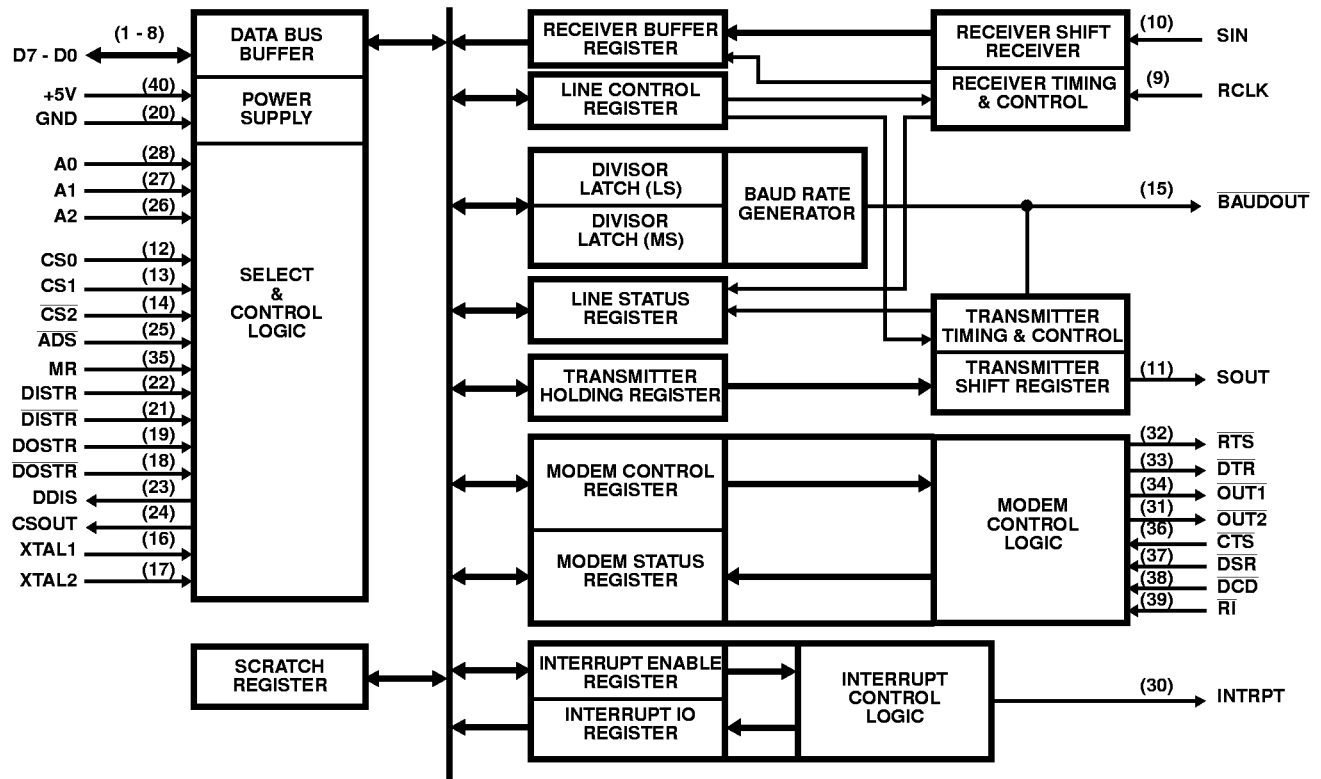 D7 - D0
(1 - 8)
+5V
(40)
GND
(20)
A0
(28)
A1
(27)
A2
(26)
CS0
(12)
CS1
(13)
CS2
(14)
ADS
(25)
MR
(35)
DISTR
(22)
DISTR
(21)
DOSTR
(19)
DOSTR
(18)
DDIS
(23)
CSOUT
(24)
XTAL1
(16)
XTAL2
(17)
DATA BUS
BUFFER
POWER
SUPPLY
SELECT
&
CONTROL
LOGIC
SCRATCH
REGISTER
RECEIVER BUFFER
REGISTER
LINE CONTROL
REGISTER
DIVISOR
LATCH (LS)
DIVISOR
LATCH (MS)
BAUD RATE
GENERATOR
LINE STATUS
REGISTER
TRANSMITTER
HOLDING REGISTER
MODEM CONTROL
REGISTER
MODEM STATUS
REGISTER
INTERRUPT ENABLE
REGISTER
INTERRUPT IO
REGISTER
INTERRUPT
CONTROL
LOGIC
RECEIVER SHIFT
RECEIVER
RECEIVER TIMING
& CONTROL
TRANSMITTER
TIMING & CONTROL
TRANSMITTER
SHIFT REGISTER
MODEM
CONTROL
LOGIC
(10)
SIN
(9)
RCLK
(15)
BAUDOUT
(11)
SOUT
(32)
RTS
(33)
DTR
(34)
OUT1
(31)
OUT2
(36)
CTS
(37)
DSR
(38)
DCD
(39)
RI
(30)
INTRPT